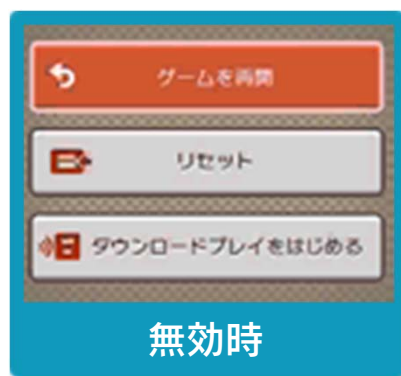 ゲームを再開
リセット
ダウンロードプレイをはじめる
無効時